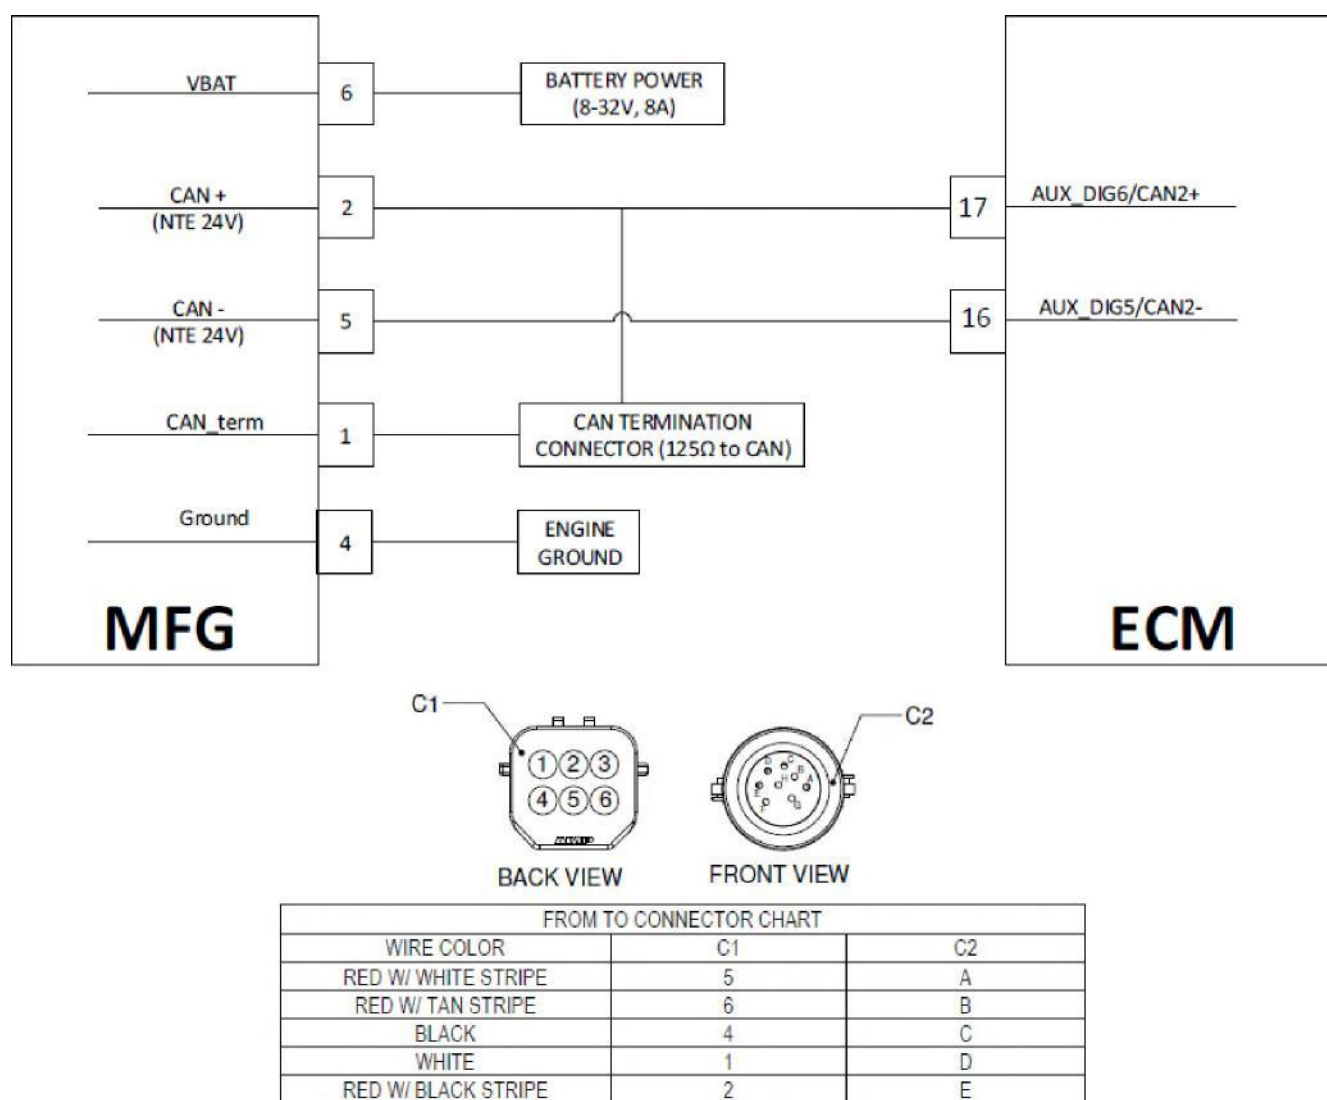 VBAT
6
BATTERY POWER
(8-32V, 8A)
CAN +
(NTE 24V)
2
17
AUX_DIG6/CAN2+
CAN -
(NTE 24V)
5
16
AUX_DIG5/CAN2-
CAN_term
1
CAN TERMINATION
CONNECTOR (125Ω to CAN)
Ground
4
ENGINE
GROUND
MFG
ECM
C1
1 2 3
4 5 6
AMP
BACK VIEW
C2
D C B A H E F G
FRONT VIEW
FROM TO CONNECTOR CHART
WIRE COLOR C1 C2
RED W/ WHITE STRIPE 5 A
RED W/ TAN STRIPE 6 B
BLACK 4 C
WHITE 1 D
RED W/ BLACK STRIPE 2 E